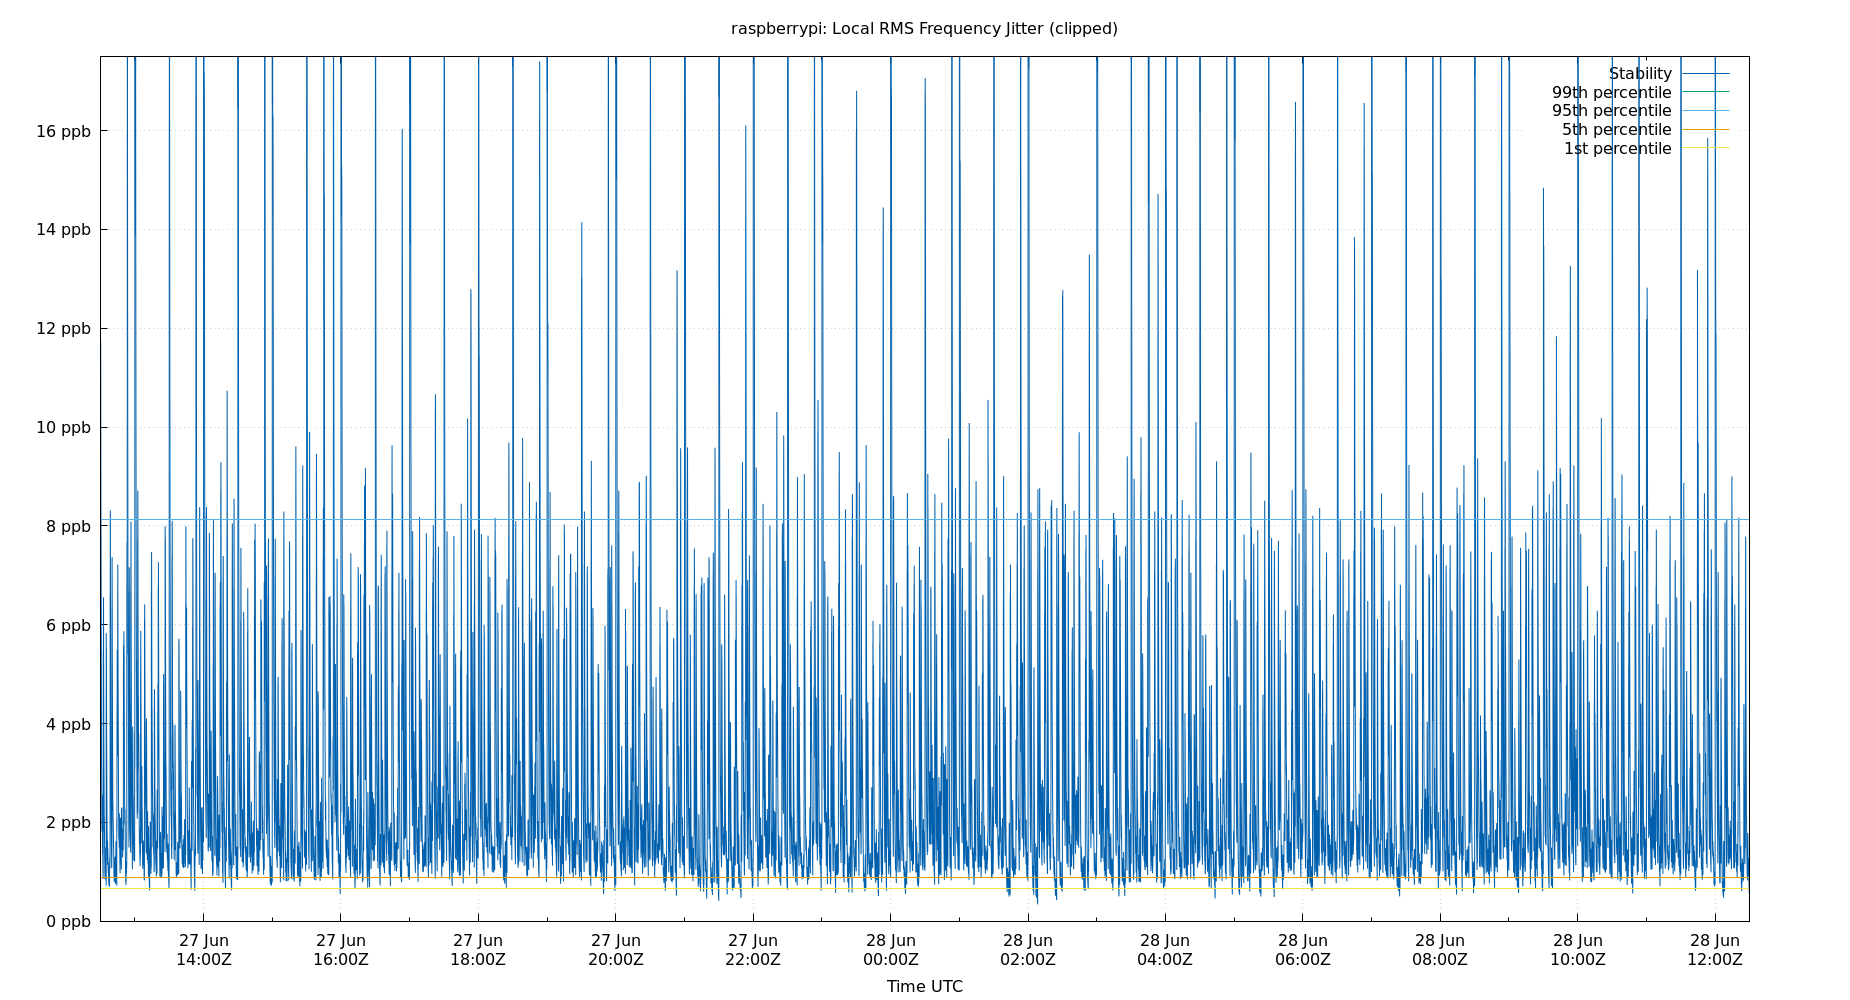 raspberrypi: Local RMS Frequency Jitter (clipped)
Stability
99th percentile
95th percentile
5th percentile
1st percentile
16 ppb
14 ppb
12 ppb
10 ppb
8 ppb
6 ppb
4 ppb
2 ppb
0 ppb
27 Jun 27 Jun 27 Jun 27 Jun 27 Jun 28 Jun 28 Jun 28 Jun 28 Jun 28 Jun 28 Jun 28 Jun
14:00Z 16:00Z 18:00Z 20:00Z 22:00Z 00:00Z 02:00Z 04:00Z 06:00Z 08:00Z 10:00Z 12:00Z
Time UTC